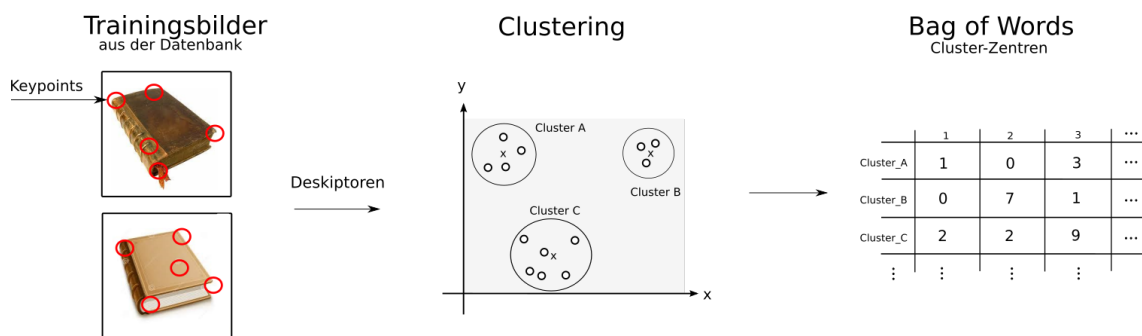 Trainingsbilder
aus der Datenbank
Keypoints
Deskriptoren
Clustering
y
Cluster A
x
x
Cluster B
Cluster C
x
x
Bag of Words
Cluster-Zentren
1 2 3 ...
Cluster_A 1 0 3 ...
Cluster_B 0 7 1 ...
Cluster_C 2 2 9 ...
⋮ ⋮ ⋮ ⋮